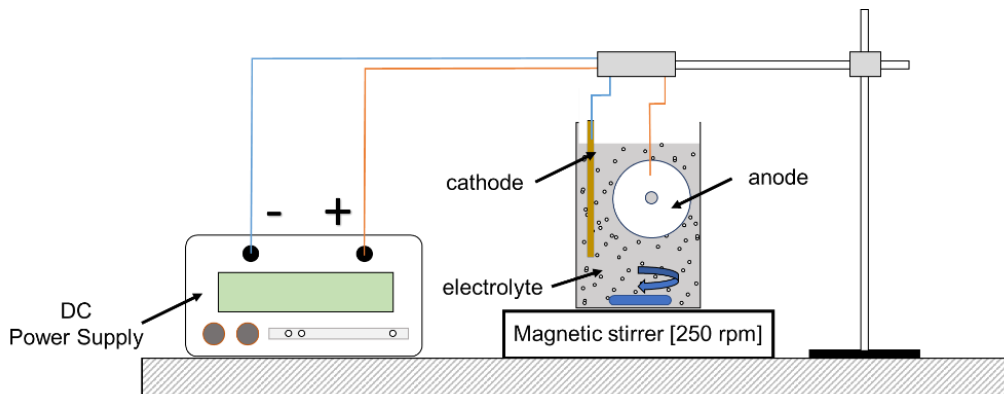 - +
cathode
anode
electrolyte
DC
Power Supply
Magnetic stirrer [250 rpm]